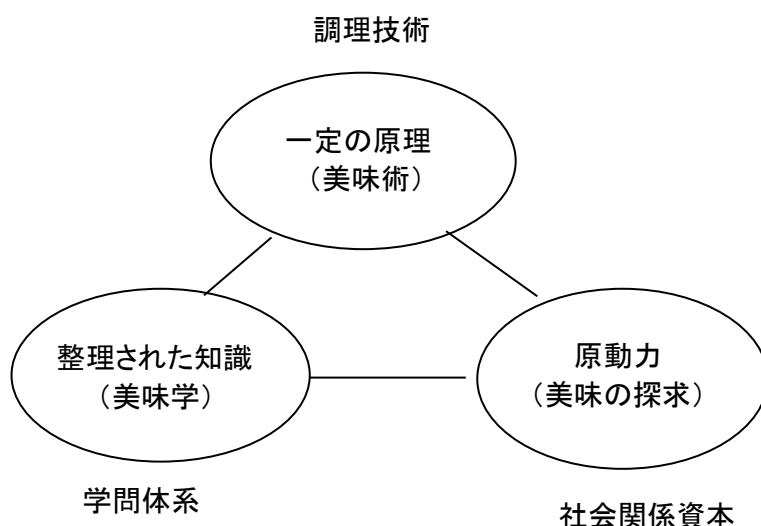 調理技術
一定の原理
（美味術）
整理された知識
（美味学）
原動力
（美味の探求）
学問体系
社会関係資本